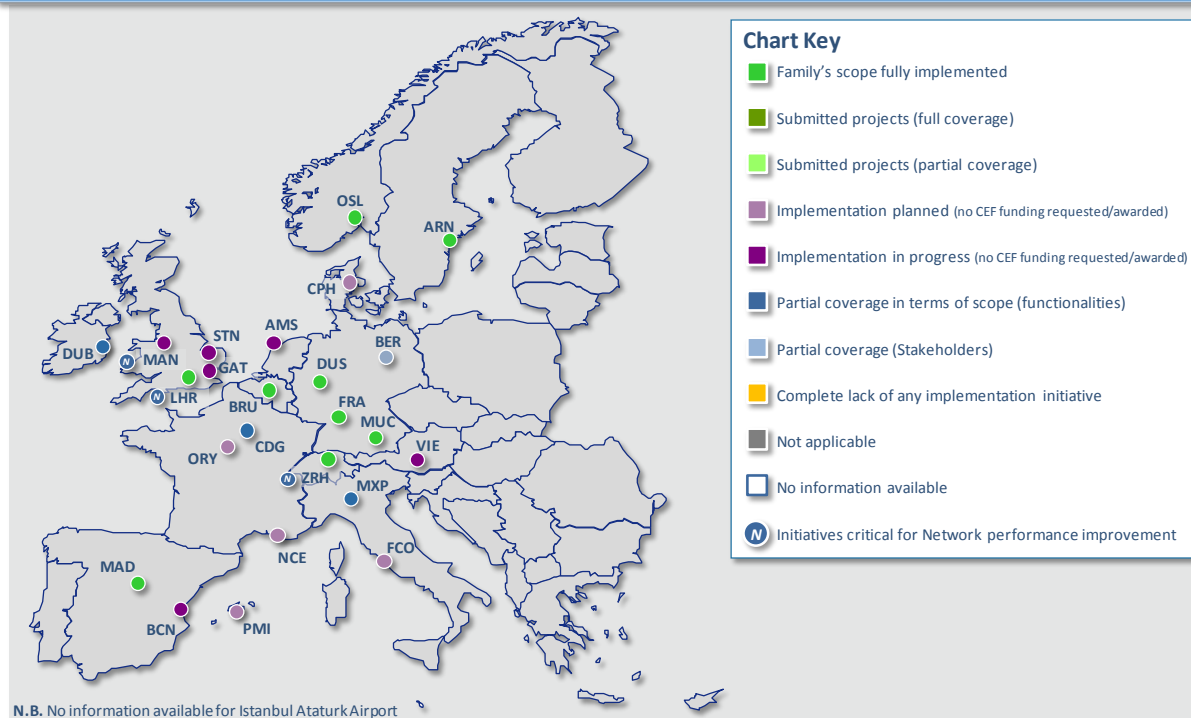 Chart Key
Family's scope fully implemented
Submitted projects (full coverage)
Submitted projects (partial coverage)
Implementation planned (no CEF funding requested/awarded)
Implementation in progress (no CEF funding requested/awarded)
Partial coverage in terms of scope (functionalities)
Partial coverage (Stakeholders)
Complete lack of any implementation initiative
Not applicable
No information available
N Initiatives critical for Network performance improvement
OSL
ARN
CPH
STN
AMS
DUB
N
MAN
BER
GAT
DUS
N
LHR
BRU
FRA
MUC
CDG
VIE
ORY
N
ZRH
MXP
NCE
FCO
MAD
BCN
PMI
N.B. No information available for Istanbul Ataturk Airport